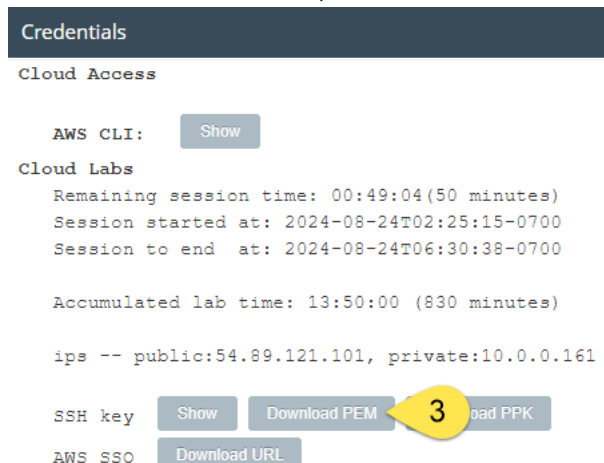 Credentials
Cloud Access
AWS CLI: Show
Cloud Labs
Remaining session time: 00:49:04(50 minutes)
Session started at: 2024-08-24T02:25:15-0700
Session to end at: 2024-08-24T06:30:38-0700
Accumulated lab time: 13:50:00 (830 minutes)
ips -- public:54.89.121.101, private:10.0.0.161
SSH key Show Download PEM 3 oad PPK
AWS SSO Download URL